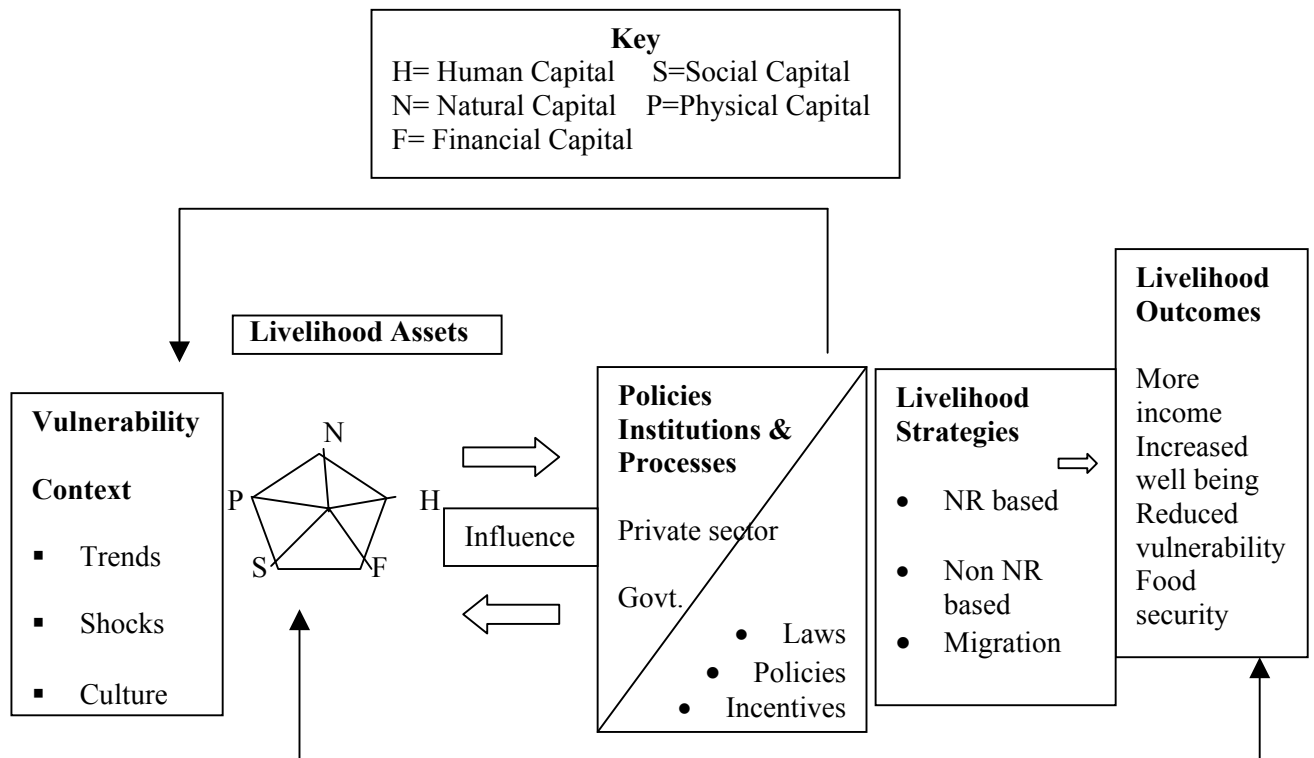 Key
H= Human Capital S=Social Capital
N= Natural Capital P=Physical Capital
F= Financial Capital
Livelihood Assets
Vulnerability
Context
▪ Trends
▪ Shocks
▪ Culture
N
P
H
S
F
Influence
Policies
Institutions &
Processes
Private sector
Govt.
• Laws
• Policies
• Incentives
Livelihood
Strategies
• NR based
• Non NR
based
• Migration
Livelihood
Outcomes
More
income
Increased
well being
Reduced
vulnerability
Food
security